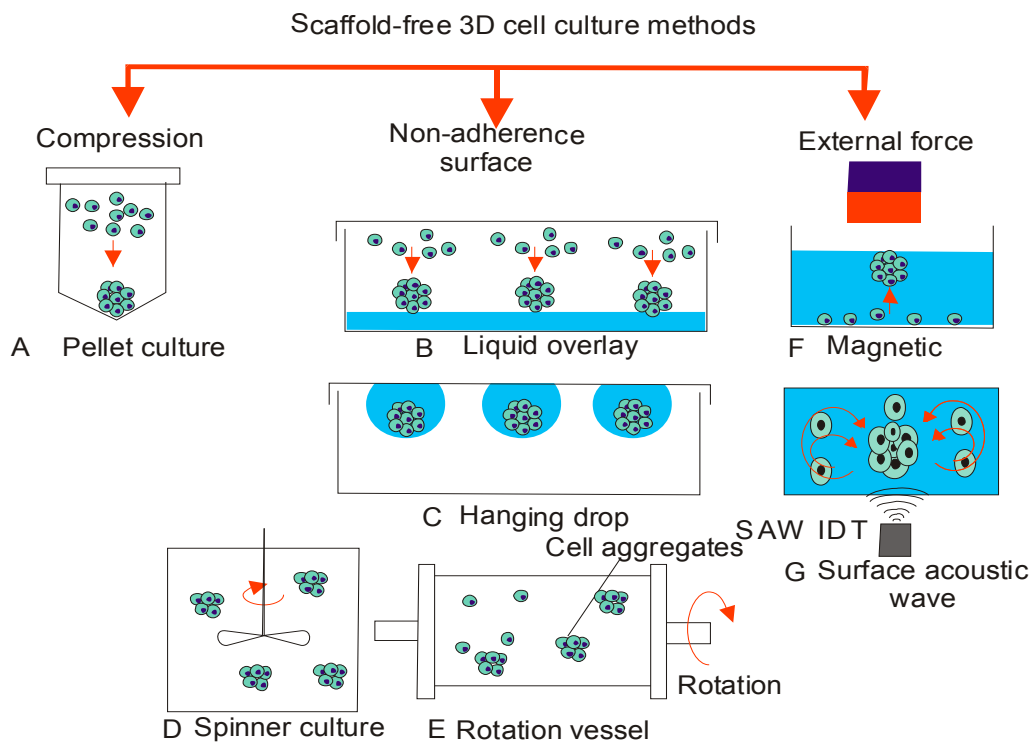 Scaffold-free 3D cell culture methods
Compression
Non-adherence
surface
External force
A Pellet culture
B Liquid overlay
F Magnetic
C Hanging drop
SAW IDT
G Surface acoustic
wave
Cell aggregates
Rotation
D Spinner culture
E Rotation vessel